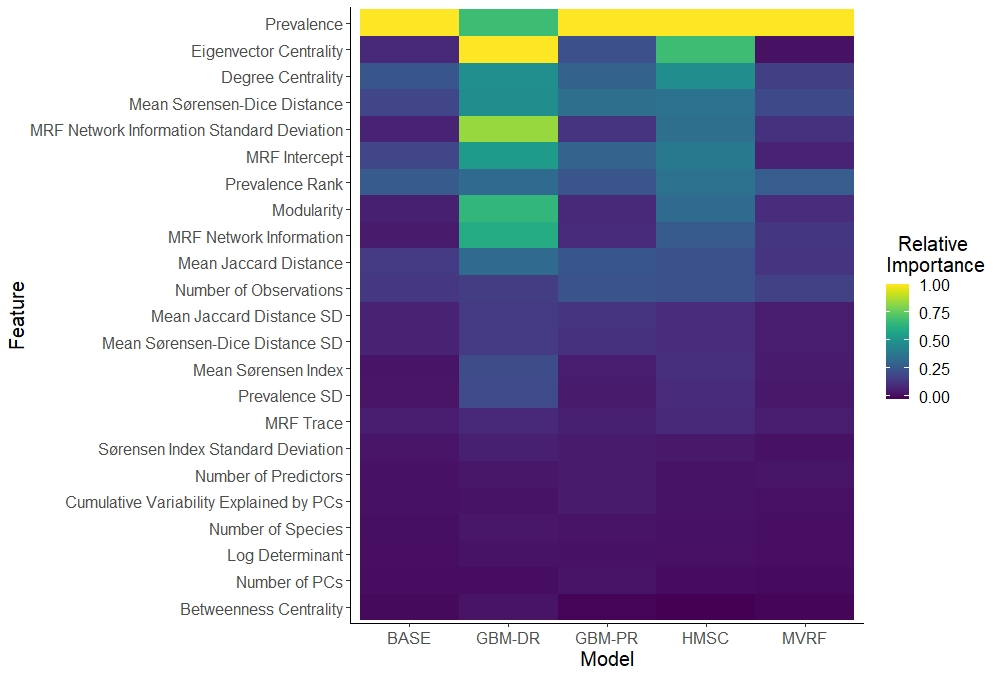 Prevalence
Eigenvector Centrality
Degree Centrality
Mean Sørensen-Dice Distance
MRF Network Information Standard Deviation
MRF Intercept
Prevalence Rank
Modularity
MRF Network Information
Mean Jaccard Distance
Number of Observations
Mean Jaccard Distance SD
Mean Sørensen-Dice Distance SD
Mean Sørensen Index
Prevalence SD
MRF Trace
Sørensen Index Standard Deviation
Number of Predictors
Cumulative Variability Explained by PCs
Number of Species
Log Determinant
Number of PCs
Betweenness Centrality
Feature
BASE GBM-DR GBM-PR HMSC MVRF
Model
Relative
Importance
1.00
0.75
0.50
0.25
0.00